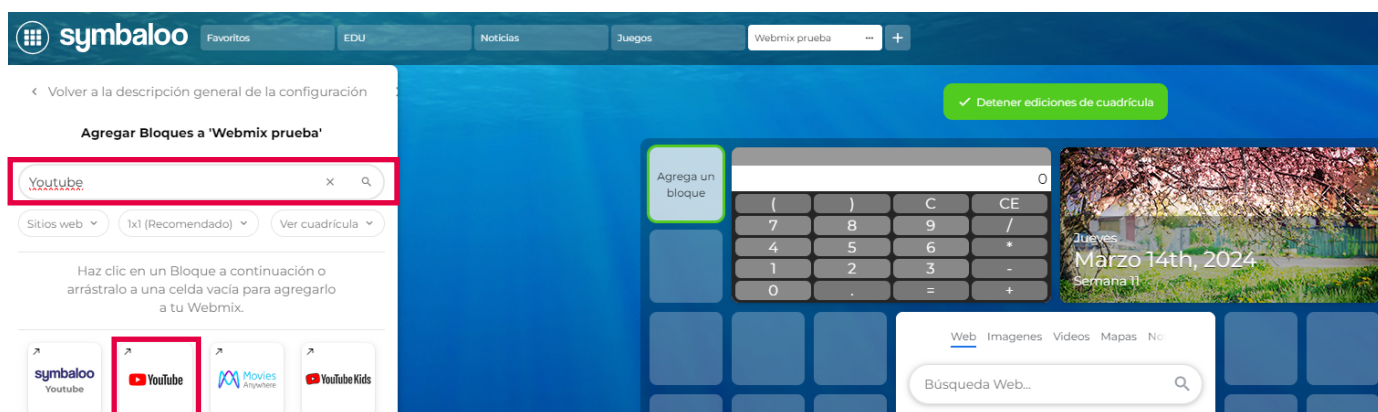 symbaloo
Favoritos
EDU
Noticias
Juegos
Webmix prueba
...
+
Volver a la descripción general de la configuración
Agregar Bloques a 'Webmix prueba'
Youtube
Sitios web
1x1 (Recomendado)
Ver cuadrícula
Haz clic en un Bloque a continuación o
arrástralo a una celda vacía para agregarlo
a tu Webmix.
symbaloo
Youtube
YouTube
Movies
Anywhere
YouTube Kids
Detener ediciones de cuadrícula
Agrega un
bloque
0
( ) C CE
7 8 9 /
4 5 6 *
1 2 3 -
0 . = +
Jueves
Marzo 14th, 2024
Semana 11
Web Imagenes Videos Mapas No
Búsqueda Web...